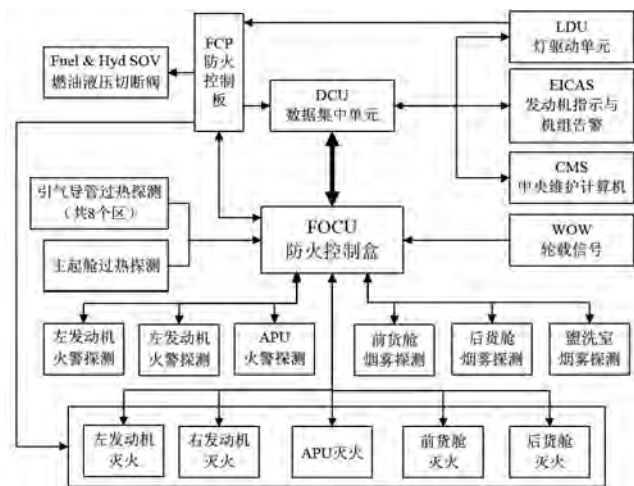 FCP
防火
控制
板
Fuel & Hyd SOV
燃油液压切断阀
LDU
灯驱动单元
DCU
数据集中单元
EICAS
发动机指示与
机组告警
CMS
中央维护计算机
引气导管过热探测
（共8个区）
主起舱过热探测
FOCU
防火控制盒
WOW
轮载信号
左发动机
火警探测
左发动机
火警探测
APU
火警探测
前货舱
烟雾探测
后货舱
烟雾探测
盥洗室
烟雾探测
左发动机
灭火
右发动机
灭火
APU灭火
前货舱
灭火
后货舱
灭火